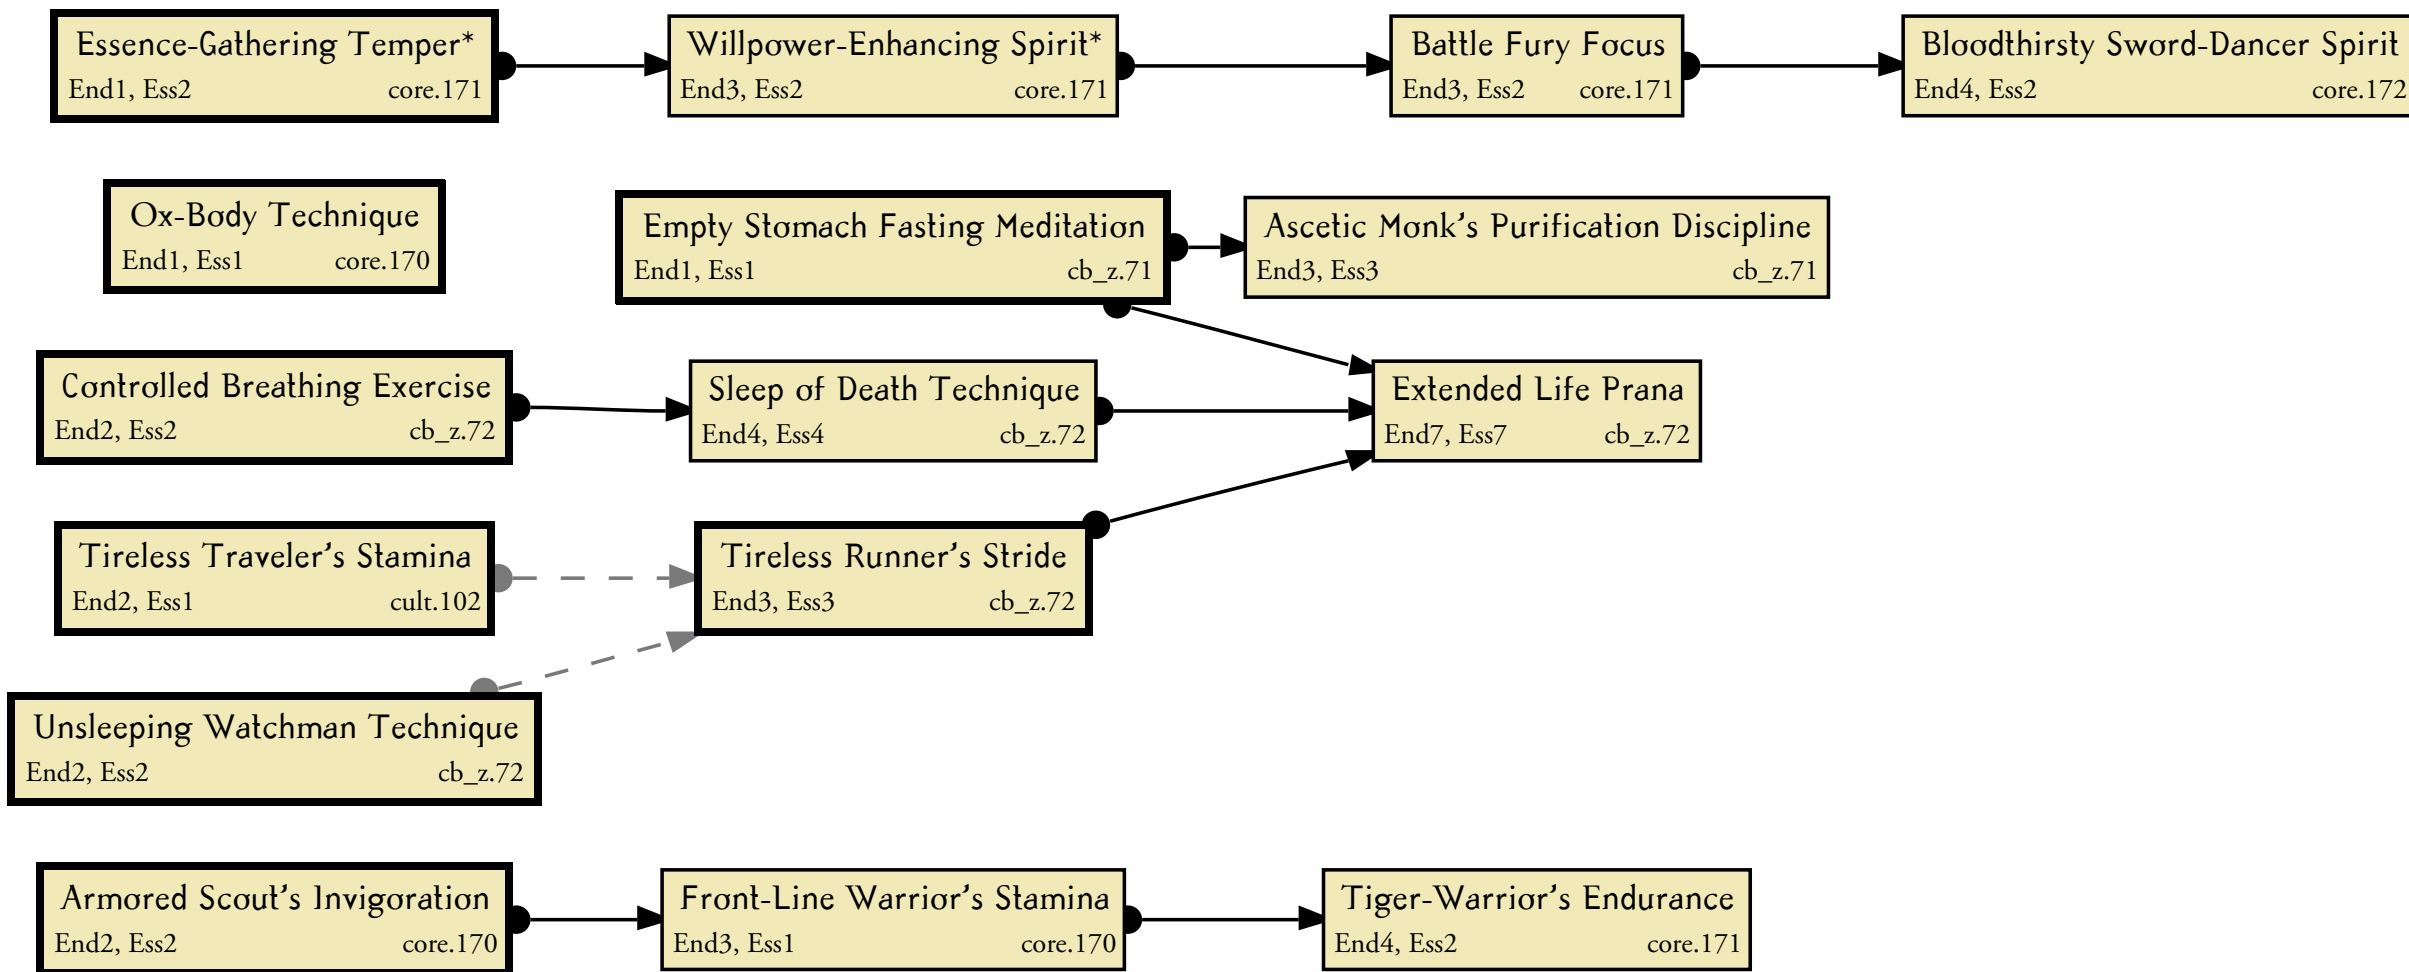 Essence-Gathering Temper*
End1, Ess2 core.171
Willpower-Enhancing Spirit*
End3, Ess2 core.171
Battle Fury Focus
End3, Ess2 core.171
Bloodthirsty Sword-Dancer Spirit
End4, Ess2 core.172
Ox-Body Technique
End1, Ess1 core.170
Empty Stomach Fasting Meditation
End1, Ess1 cb_z.71
Ascetic Monk's Purification Discipline
End3, Ess3 cb_z.71
Controlled Breathing Exercise
End2, Ess2 cb_z.72
Sleep of Death Technique
End4, Ess4 cb_z.72
Extended Life Prana
End7, Ess7 cb_z.72
Tireless Traveler's Stamina
End2, Ess1 cult.102
Tireless Runner's Stride
End3, Ess3 cb_z.72
Unsleeping Watchman Technique
End2, Ess2 cb_z.72
Armored Scout's Invigoration
End2, Ess2 core.170
Front-Line Warrior's Stamina
End3, Ess1 core.170
Tiger-Warrior's Endurance
End4, Ess2 core.171